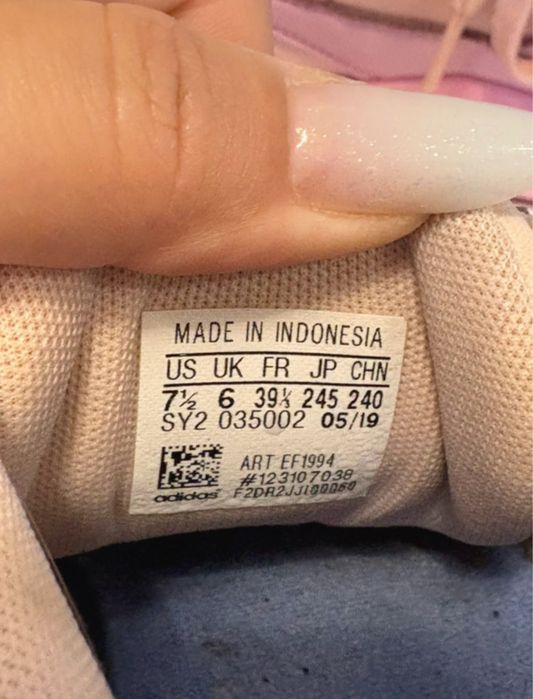 MADE IN INDONESIA
US UK FR JP CHN
7½ 6 39⅓ 245 240
SY2 035002 05/19
ART EF1994
#123107038
adidas